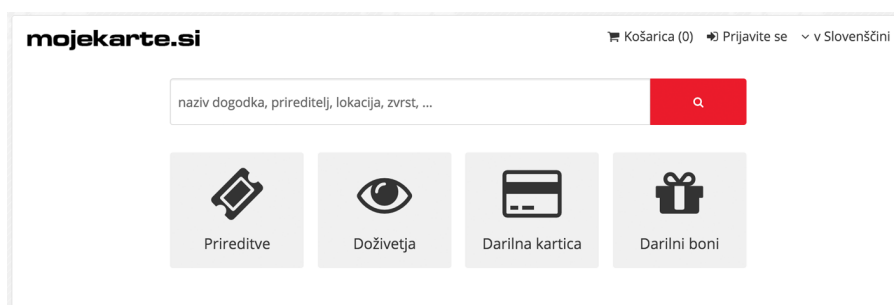 mojekarte.si
Košarica (0) Prijavite se v Slovenščini
naziv dogodka, prireditelj, lokacija, zvrst, ...
Prireditve Doživetja Darilna kartica Darilni boni